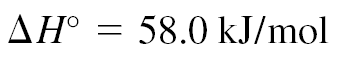 ΔH° = 58.0 kJ/mol